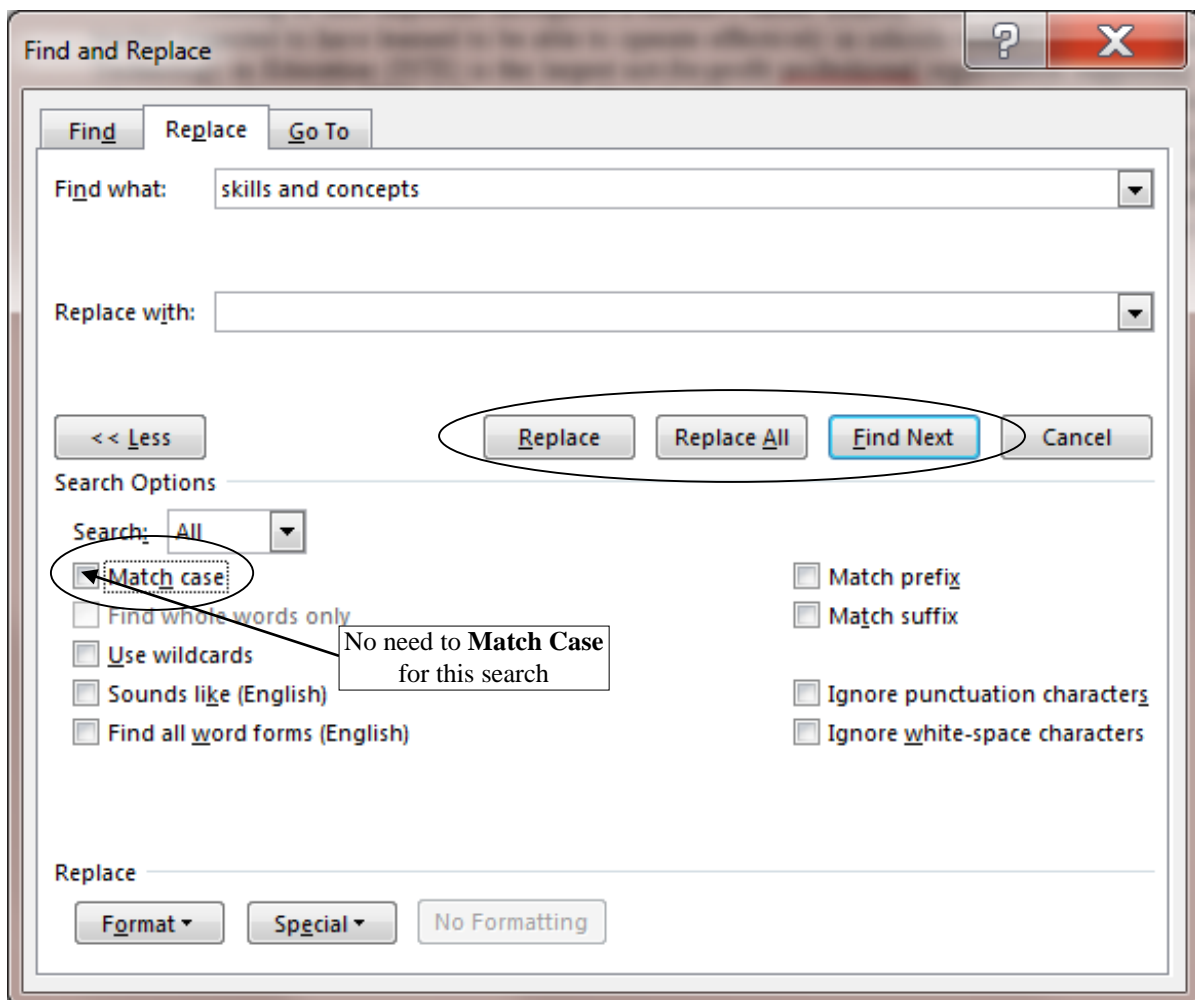 Find and Replace
Find Replace Go To
Find what: skills and concepts
Replace with:
<< Less Replace Replace All Find Next Cancel
Search Options
Search: All
Match case Match prefix
Find whole words only Match suffix
Use wildcards
No need to Match Case
for this search
Sounds like (English) Ignore punctuation characters
Find all word forms (English) Ignore white-space characters
Replace
Format Special No Formatting